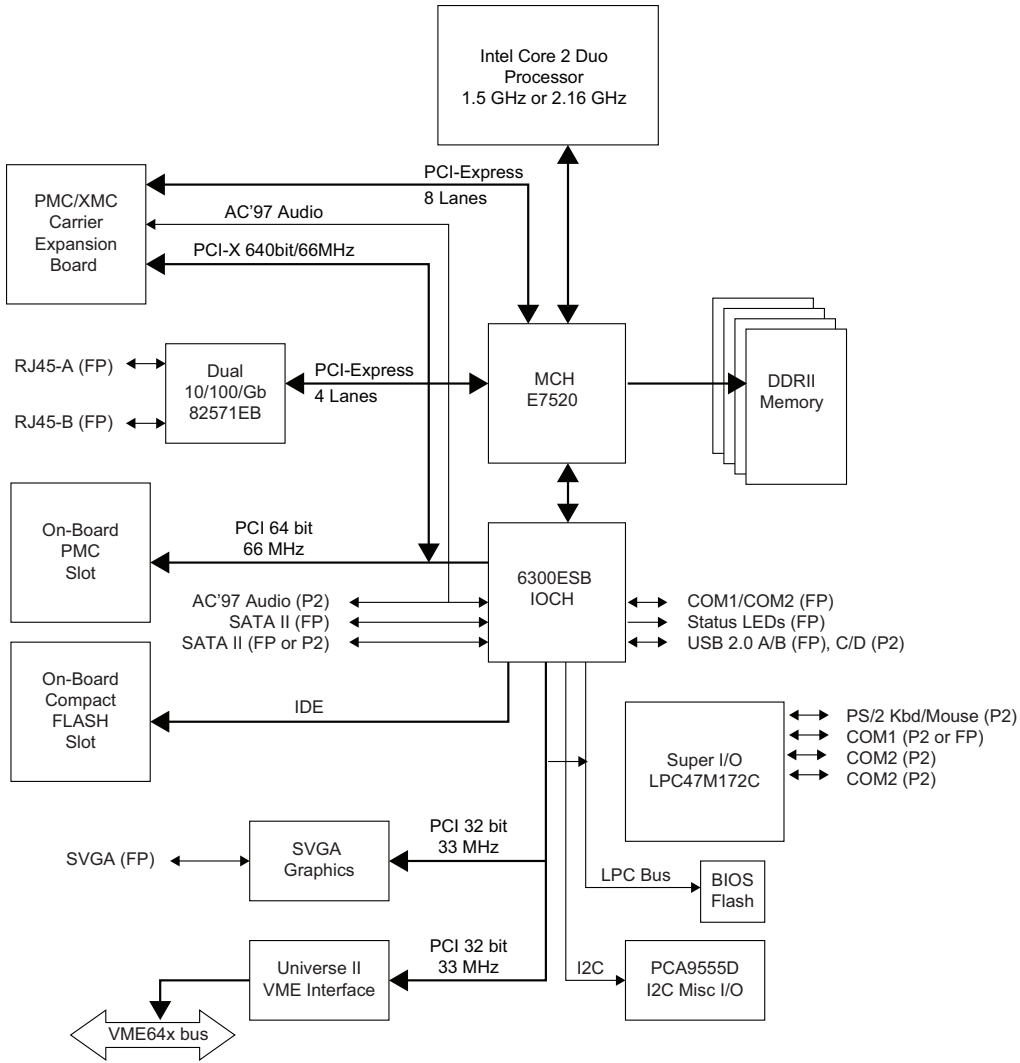 Intel Core 2 Duo
Processor
1.5 GHz or 2.16 GHz
PCI-Express
8 Lanes
PMC/XMC
Carrier
Expansion
Board
AC'97 Audio
PCI-X 640bit/66MHz
RJ45-A (FP)
RJ45-B (FP)
Dual
10/100/Gb
82571EB
PCI-Express
4 Lanes
MCH
E7520
DDRII
Memory
On-Board
PMC
Slot
PCI 64 bit
66 MHz
6300ESB
IOCH
AC'97 Audio (P2)
SATA II (FP)
SATA II (FP or P2)
COM1/COM2 (FP)
Status LEDs (FP)
USB 2.0 A/B (FP), C/D (P2)
On-Board
Compact
FLASH
Slot
IDE
Super I/O
LPC47M172C
PS/2 Kbd/Mouse (P2)
COM1 (P2 or FP)
COM2 (P2)
COM2 (P2)
SVGA (FP)
SVGA
Graphics
PCI 32 bit
33 MHz
LPC Bus
BIOS
Flash
Universe II
VME Interface
PCI 32 bit
33 MHz
I2C
PCA9555D
I2C Misc I/O
VME64x bus